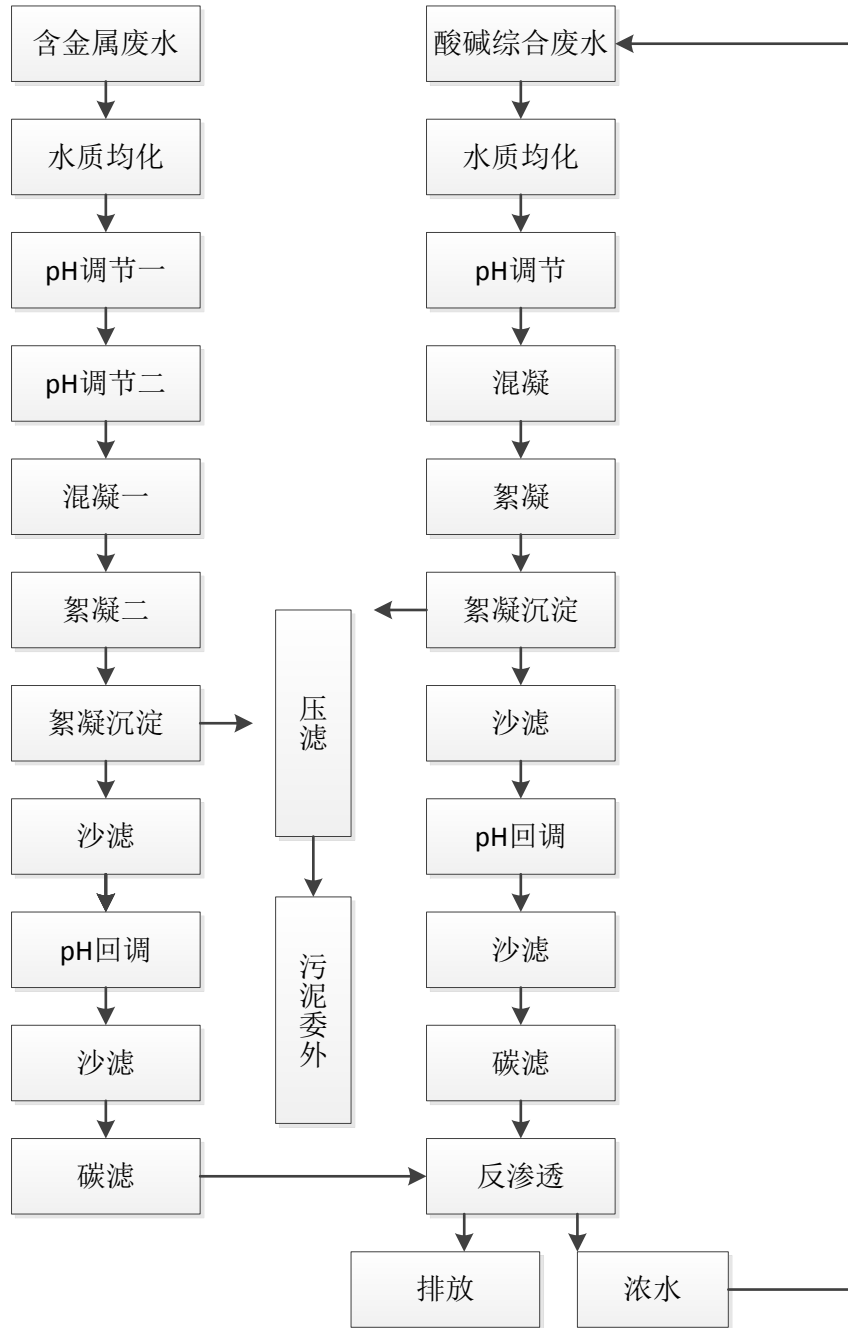 含金属废水
水质均化
pH调节一
pH调节二
混凝一
絮凝二
絮凝沉淀
沙滤
pH回调
沙滤
碳滤
压滤
污泥委外
酸碱综合废水
水质均化
pH调节
混凝
絮凝
絮凝沉淀
沙滤
pH回调
沙滤
碳滤
反渗透
排放
浓水